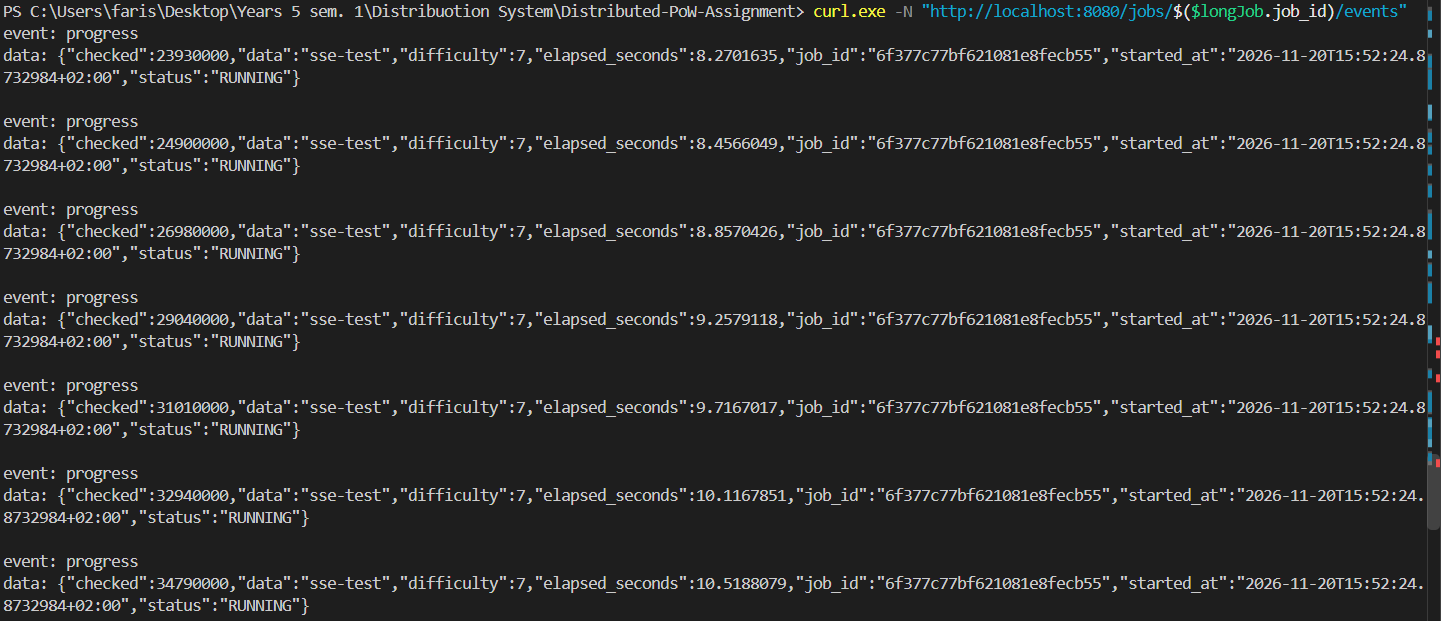 PS C:\Users\faris\Desktop\Years 5 sem. 1\Distribuotion System\Distributed-PoW-Assignment> curl.exe -N "http://localhost:8080/jobs/$($longJob.job_id)/events"
event: progress
data: {"checked":23930000,"data":"sse-test","difficulty":7,"elapsed_seconds":8.2701635,"job_id":"6f377c77bf621081e8fecb55","started_at":"2026-11-20T15:52:24.8
732984+02:00","status":"RUNNING"}
event: progress
data: {"checked":24900000,"data":"sse-test","difficulty":7,"elapsed_seconds":8.4566049,"job_id":"6f377c77bf621081e8fecb55","started_at":"2026-11-20T15:52:24.8
732984+02:00","status":"RUNNING"}
event: progress
data: {"checked":26980000,"data":"sse-test","difficulty":7,"elapsed_seconds":8.8570426,"job_id":"6f377c77bf621081e8fecb55","started_at":"2026-11-20T15:52:24.8
732984+02:00","status":"RUNNING"}
event: progress
data: {"checked":29040000,"data":"sse-test","difficulty":7,"elapsed_seconds":9.2579118,"job_id":"6f377c77bf621081e8fecb55","started_at":"2026-11-20T15:52:24.8
732984+02:00","status":"RUNNING"}
event: progress
data: {"checked":31010000,"data":"sse-test","difficulty":7,"elapsed_seconds":9.7167017,"job_id":"6f377c77bf621081e8fecb55","started_at":"2026-11-20T15:52:24.8
732984+02:00","status":"RUNNING"}
event: progress
data: {"checked":32940000,"data":"sse-test","difficulty":7,"elapsed_seconds":10.1167851,"job_id":"6f377c77bf621081e8fecb55","started_at":"2026-11-20T15:52:24.
8732984+02:00","status":"RUNNING"}
event: progress
data: {"checked":34790000,"data":"sse-test","difficulty":7,"elapsed_seconds":10.5188079,"job_id":"6f377c77bf621081e8fecb55","started_at":"2026-11-20T15:52:24.
8732984+02:00","status":"RUNNING"}